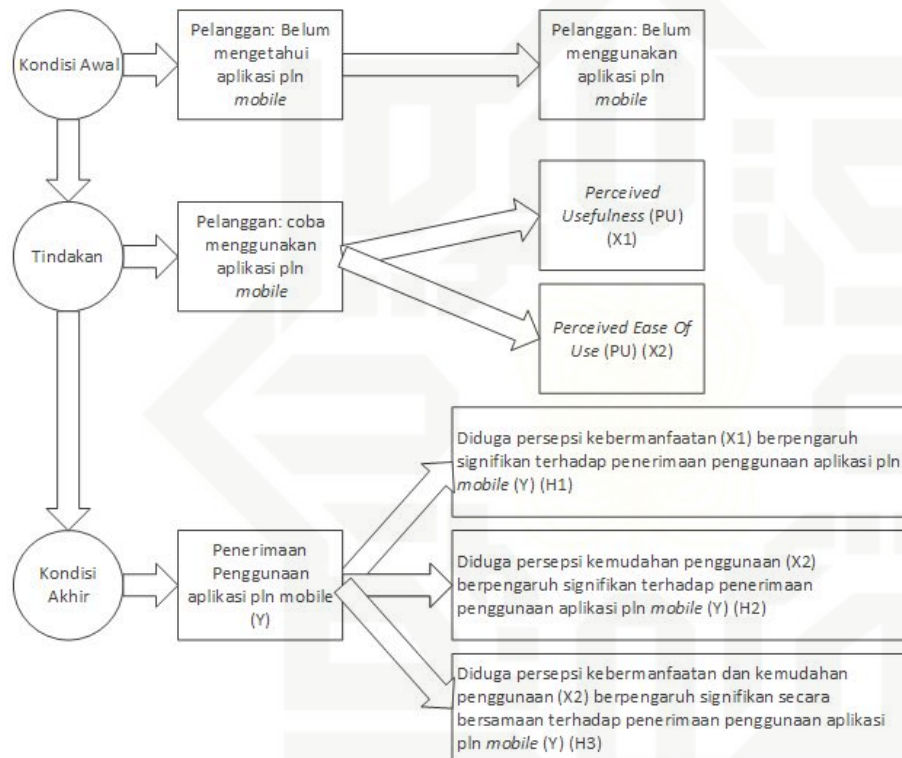 Kondisi Awal
Pelanggan: Belum
mengetahui
aplikasi pln
mobile
Pelanggan: Belum
menggunakan
aplikasi pln
mobile
Tindakan
Pelanggan: coba
menggunakan
aplikasi pln
mobile
Perceived
Usefulness (PU)
(X1)
Perceived Ease Of
Use (PU) (X2)
Kondisi
Akhir
Penerimaan
Penggunaan
aplikasi pln mobile
(Y)
Diduga persepsi kebermanfaatan (X1) berpengaruh
signifikan terhadap penerimaan penggunaan aplikasi pln
mobile (Y) (H1)
Diduga persepsi kemudahan penggunaan (X2)
berpengaruh signifikan terhadap penerimaan
penggunaan aplikasi pln mobile (Y) (H2)
Diduga persepsi kebermanfaatan dan kemudahan
penggunaan (X2) berpengaruh signifikan secara
bersamaan terhadap penerimaan penggunaan aplikasi
pln mobile (Y) (H3)